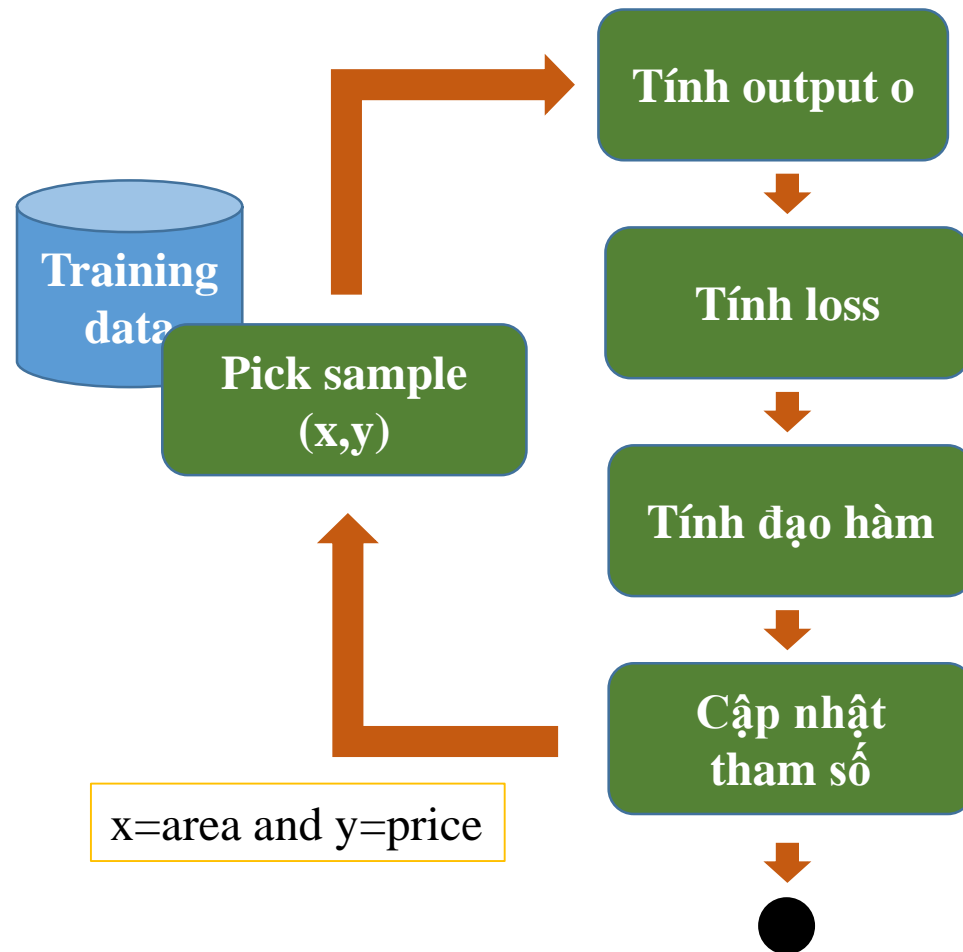 Training
data
Pick sample
(x,y)
Tính output o
Tính loss
Tính đạo hàm
Cập nhật
tham số
x=area and y=price